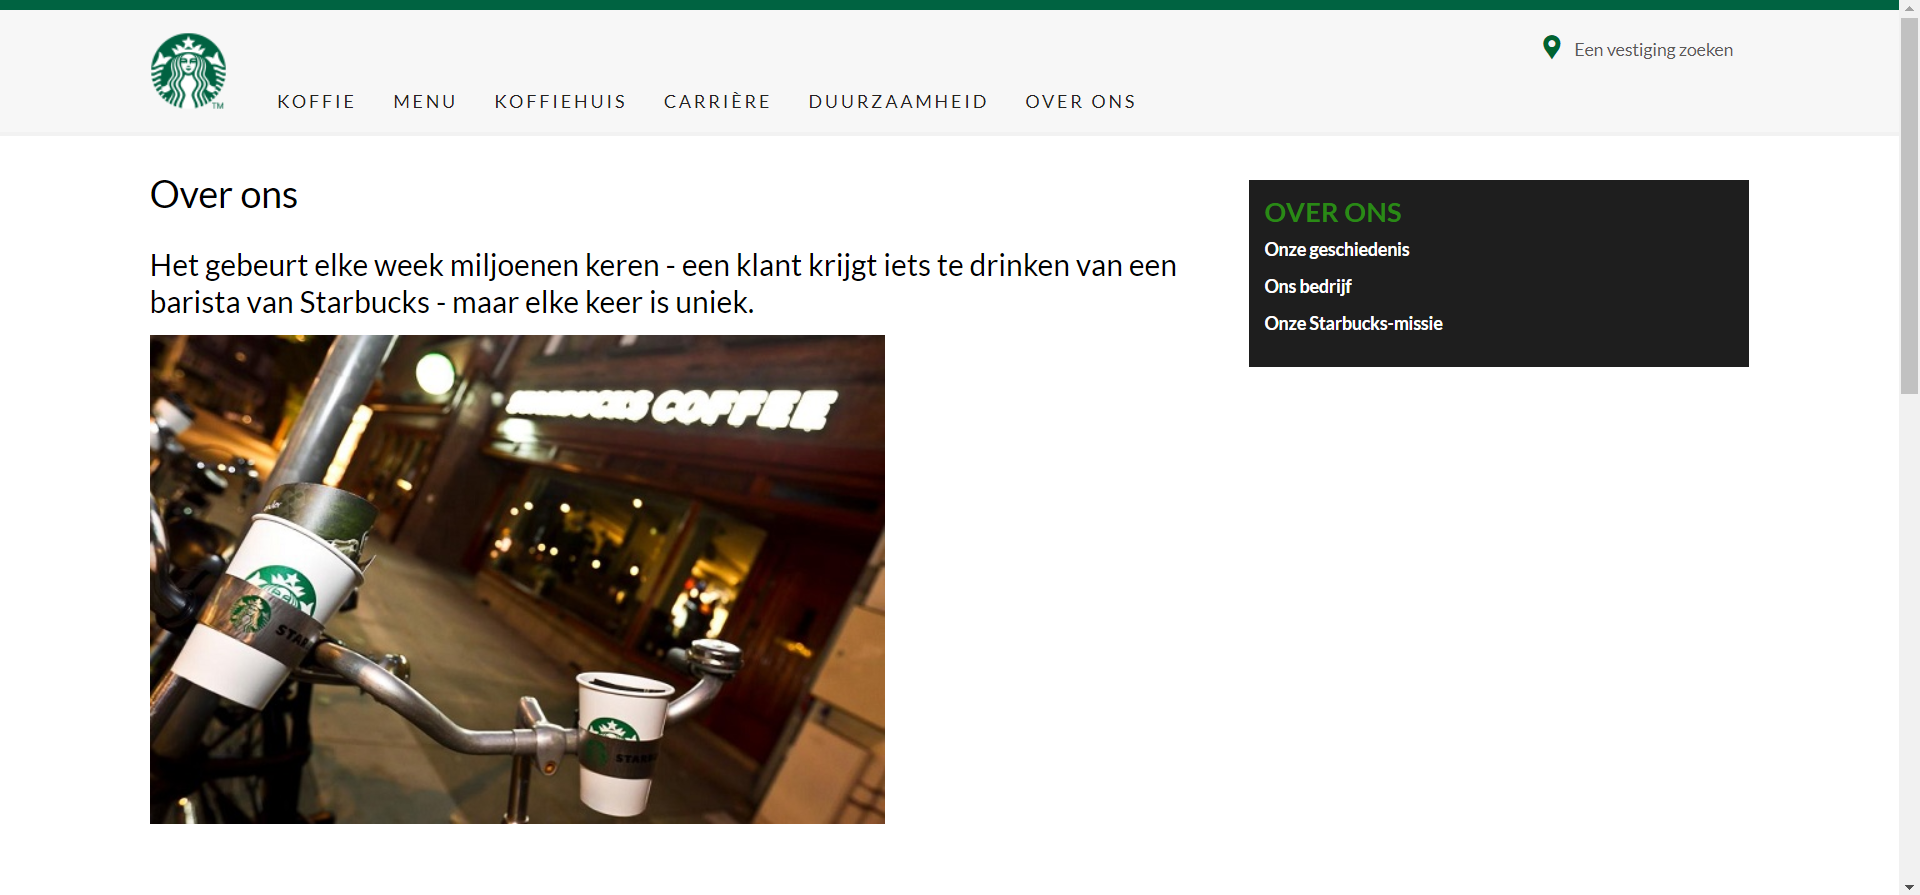 TM
Een vestiging zoeken
KOFFIE MENU KOFFIEHUIS CARRIÈRE DUURZAAMHEID OVER ONS
Over ons
Het gebeurt elke week miljoenen keren - een klant krijgt iets te drinken van een
barista van Starbucks - maar elke keer is uniek.
STARBUCKS COFFEE
OVER ONS
Onze geschiedenis
Ons bedrijf
Onze Starbucks-missie